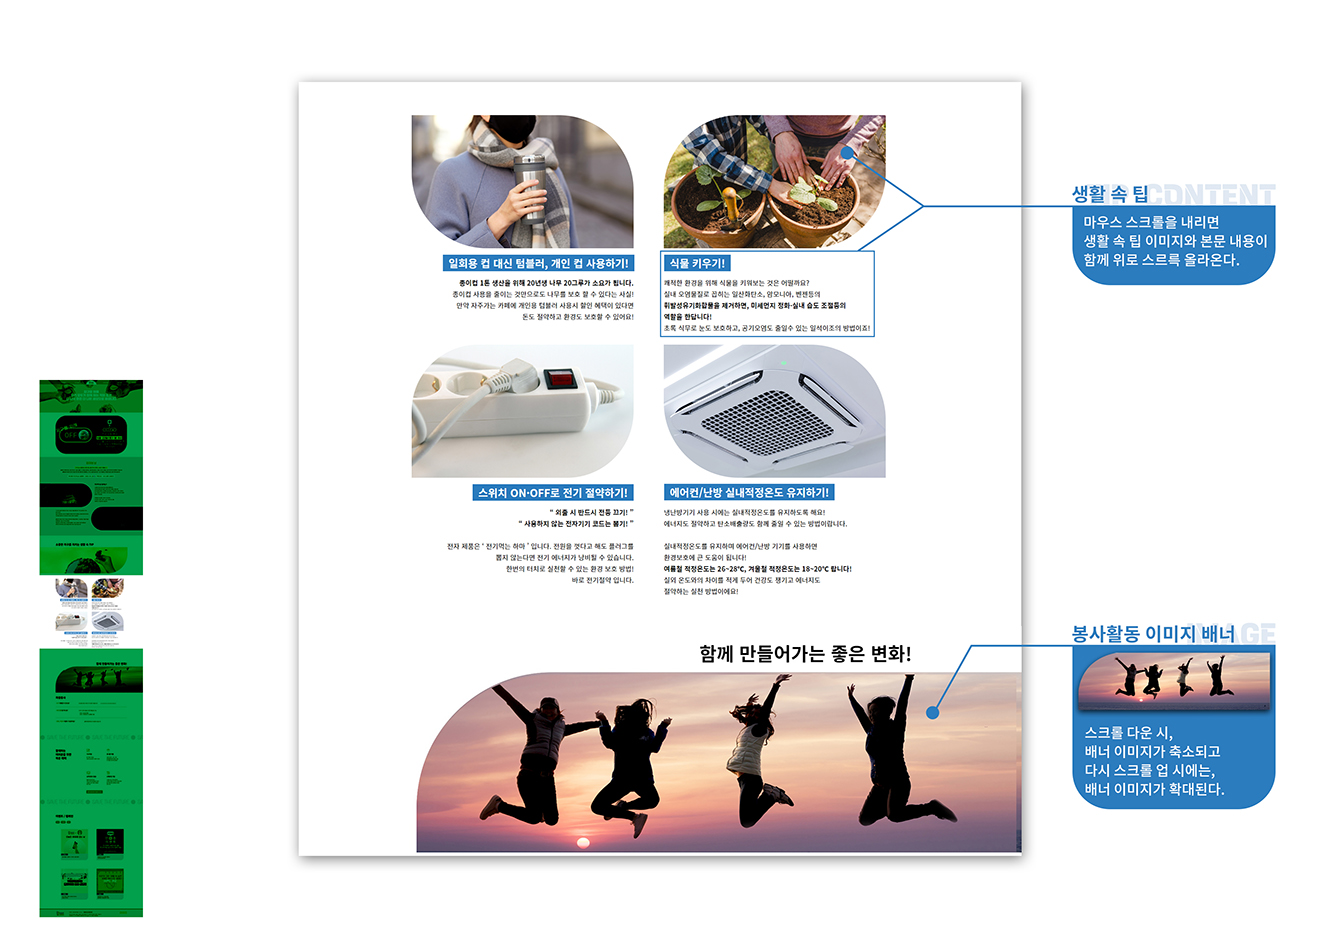 일회용 컵 대신 텀블러, 개인 컵 사용하기!
종이컵 1톤 생산을 위해 20년생 나무 20그루가 소요가 됩니다.
종이컵 사용을 줄이는 것만으로도 나무를 보호 할 수 있다는 사실!
만약 자주가는 카페에 개인용 텀블러 사용시 할인 혜택이 있다면
돈도 절약하고 환경도 보호할 수 있어요!
식물 키우기!
쾌적한 환경을 위해 식물을 키워보는 것은 어떨까요?
실내 오염물질로 꼽히는 일산화탄소, 암모니아, 벤젠등의
휘발성유기화합물을 제거하면, 미세먼지 정화·실내 습도 조절등의
역할을 한답니다!
초록 식무로 눈도 보호하고, 공기오염도 줄일수 있는 일석이조의 방법이죠!
스위치 ON·OFF로 전기 절약하기!
“ 외출 시 반드시 전등 끄기! ”
“ 사용하지 않는 전자기기 코드는 뽑기! ”
전자 제품은 ‘ 전기먹는 하마 ’ 입니다. 전원을 껏다고 해도 플러그를
뽑지 않는다면 전기 에너지가 낭비될 수 있습니다.
한번의 터치로 실천할 수 있는 환경 보호 방법!
바로 전기절약 입니다.
에어컨/난방 실내적정온도 유지하기!
냉난방기기 사용 시에는 실내적정온도를 유지하도록 해요!
에너지도 절약하고 탄소배출량도 함께 줄일 수 있는 방법이랍니다.
실내적정온도를 유지하며 에어컨/난방 기기를 사용하면
환경보호에 큰 도움이 됩니다!
여름철 적정온도는 26~28℃, 겨울철 적정온도는 18~20℃ 랍니다!
실외 온도와의 차이를 적게 두어 건강도 챙기고 에너지도
절약하는 실천 방법이에요!
함께 만들어가는 좋은 변화!
생활 속 팁
CONTENT
마우스 스크롤을 내리면
생활 속 팁 이미지와 본문 내용이
함께 위로 스르륵 올라온다.
봉사활동 이미지 배너
IMAGE
스크롤 다운 시,
배너 이미지가 축소되고
다시 스크롤 업 시에는,
배너 이미지가 확대된다.